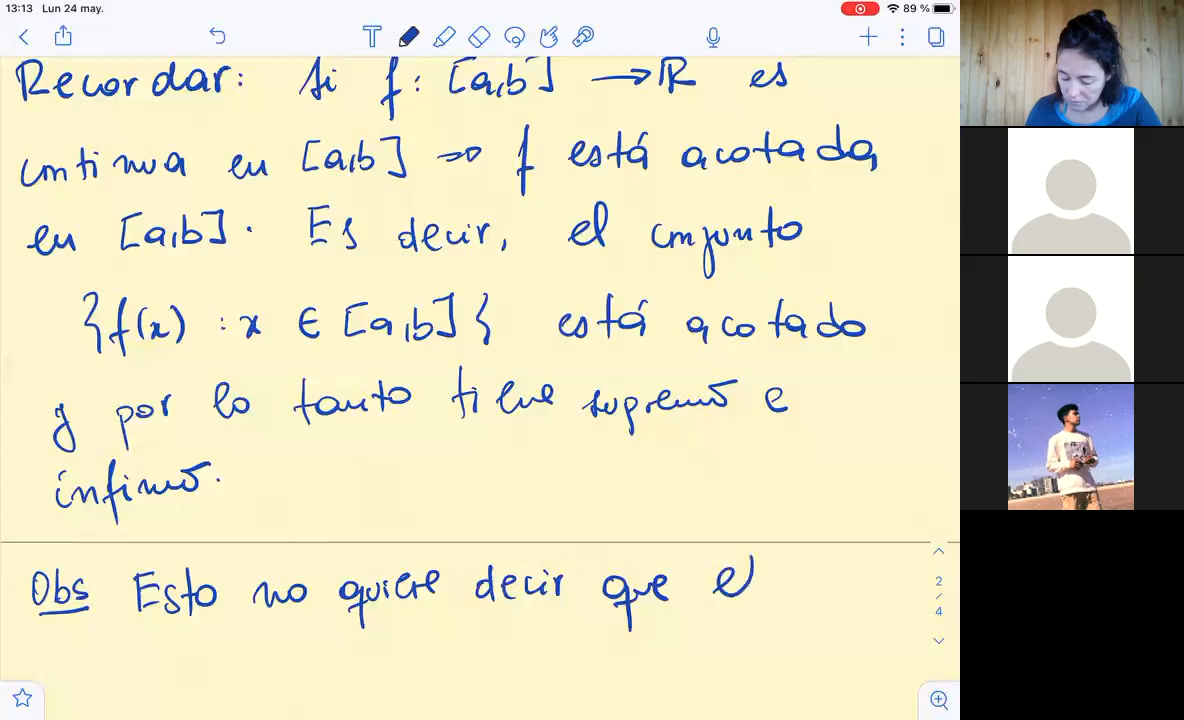 13:13 Lun 24 may.
89 %
Recordar: Si f: [a,b] → R es
continua en [a,b] ⇒ f está acotada
en [a,b]. Es decir, el conjunto
{f(x) : x ∈ [a,b]} está acotado
y por lo tanto tiene supremo e
ínfimo.
Obs Esto no quiere decir que el
2
/
4